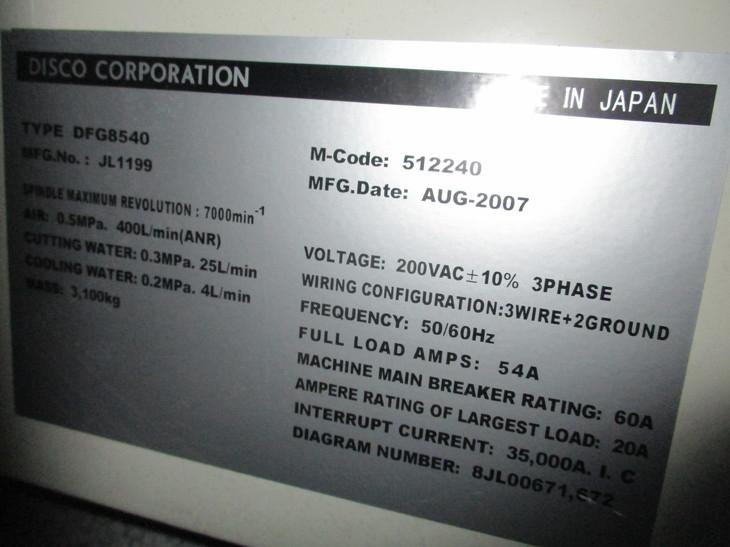 DISCO CORPORATION
IN JAPAN
TYPE DFG8540
MFG.No.: JL1199
M-Code: 512240
MFG.Date: AUG-2007
SPINDLE MAXIMUM REVOLUTION : 7000min⁻¹
AIR: 0.5MPa. 400L/min(ANR)
CUTTING WATER: 0.3MPa. 25L/min
COOLING WATER: 0.2MPa. 4L/min
MASS: 3,100kg
VOLTAGE: 200VAC±10% 3PHASE
WIRING CONFIGURATION:3WIRE+2GROUND
FREQUENCY: 50/60Hz
FULL LOAD AMPS: 54A
MACHINE MAIN BREAKER RATING: 60A
AMPERE RATING OF LARGEST LOAD: 20A
INTERRUPT CURRENT: 35,000A. I. C
DIAGRAM NUMBER: 8JL00671,672